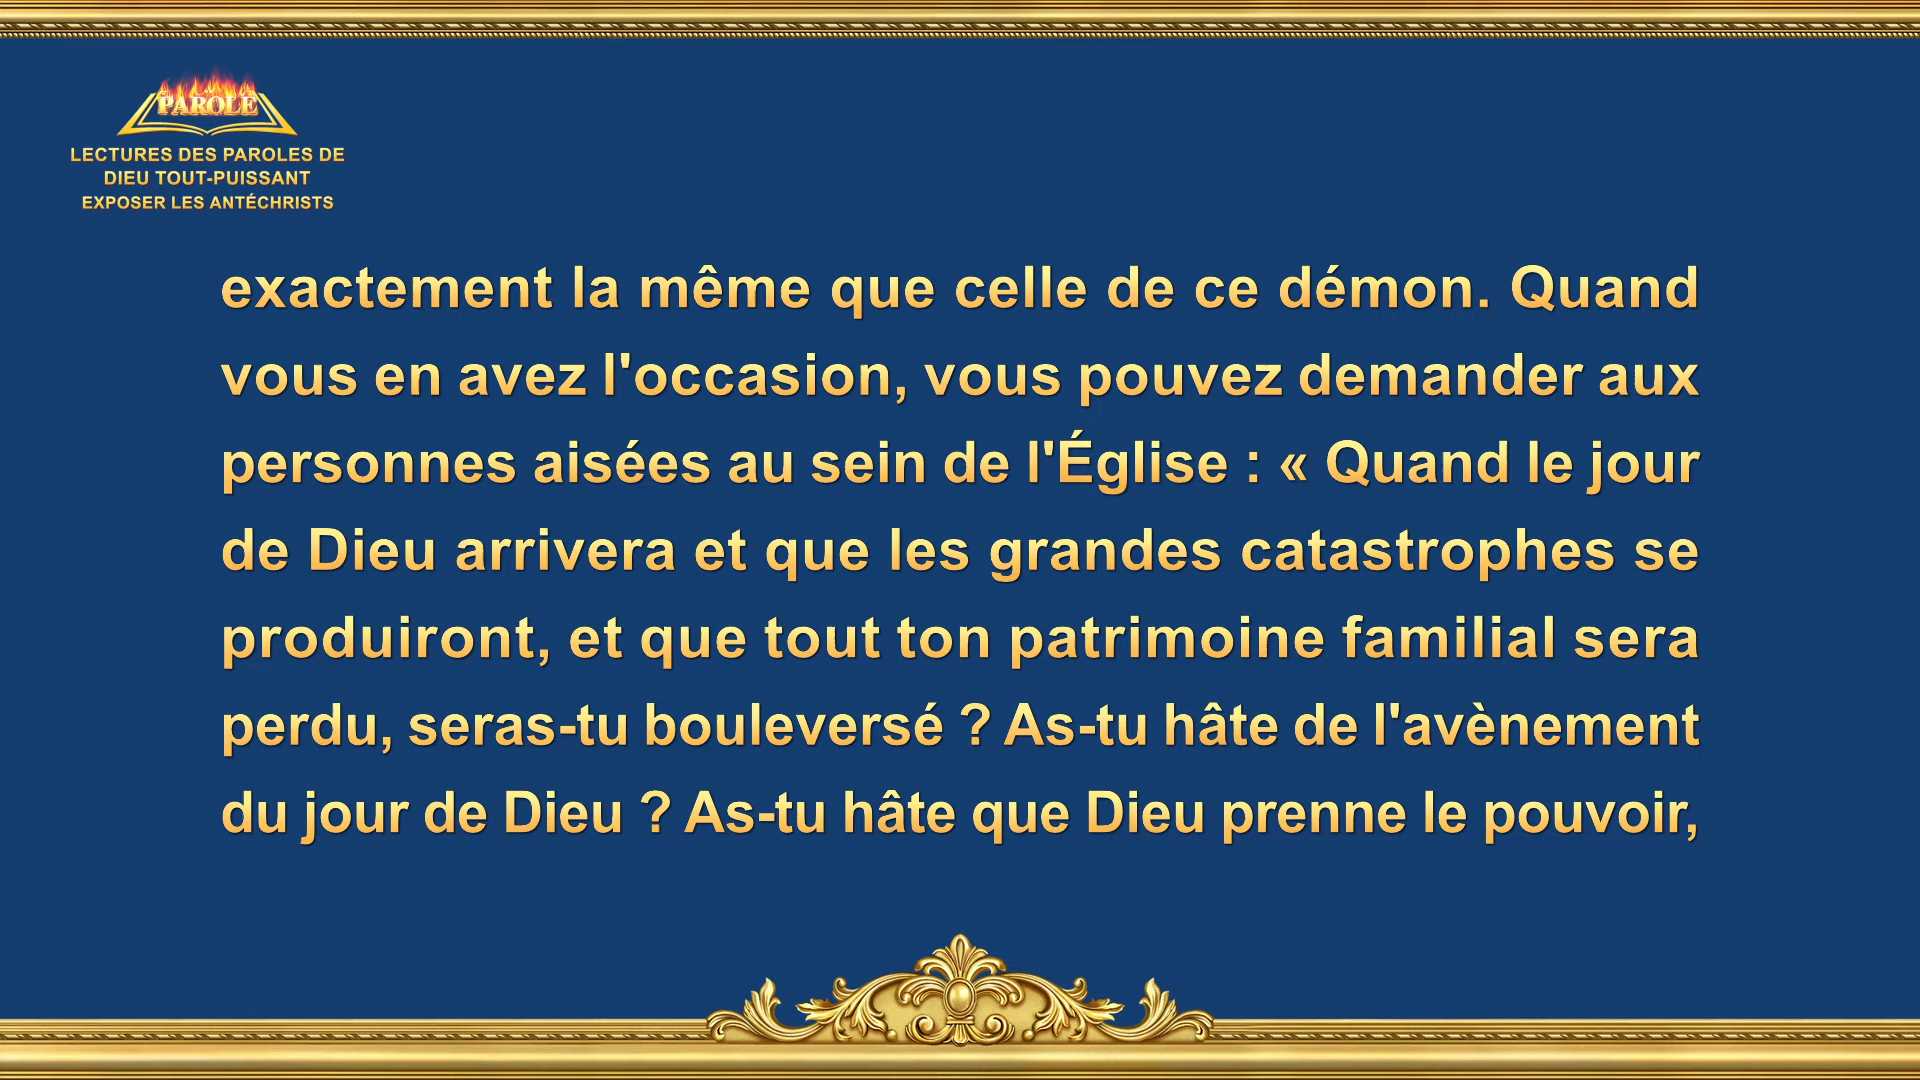 PAROLE
LECTURES DES PAROLES DE
DIEU TOUT-PUISSANT
EXPOSER LES ANTÉCHRISTS
exactement la même que celle de ce démon. Quand
vous en avez l'occasion, vous pouvez demander aux
personnes aisées au sein de l'Église : « Quand le jour
de Dieu arrivera et que les grandes catastrophes se
produiront, et que tout ton patrimoine familial sera
perdu, seras-tu bouleversé ? As-tu hâte de l'avènement
du jour de Dieu ? As-tu hâte que Dieu prenne le pouvoir,